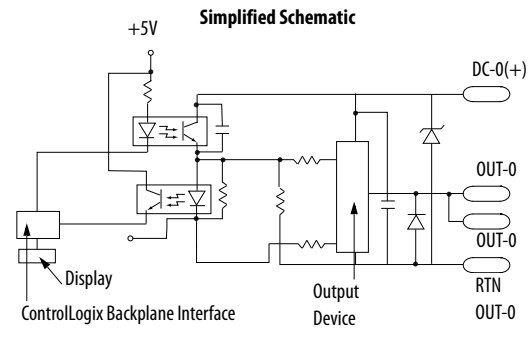 Simplified Schematic
+5V
DC-0(+)
OUT-0
OUT-0
RTN
OUT-0
Display
Output
Device
ControlLogix Backplane Interface